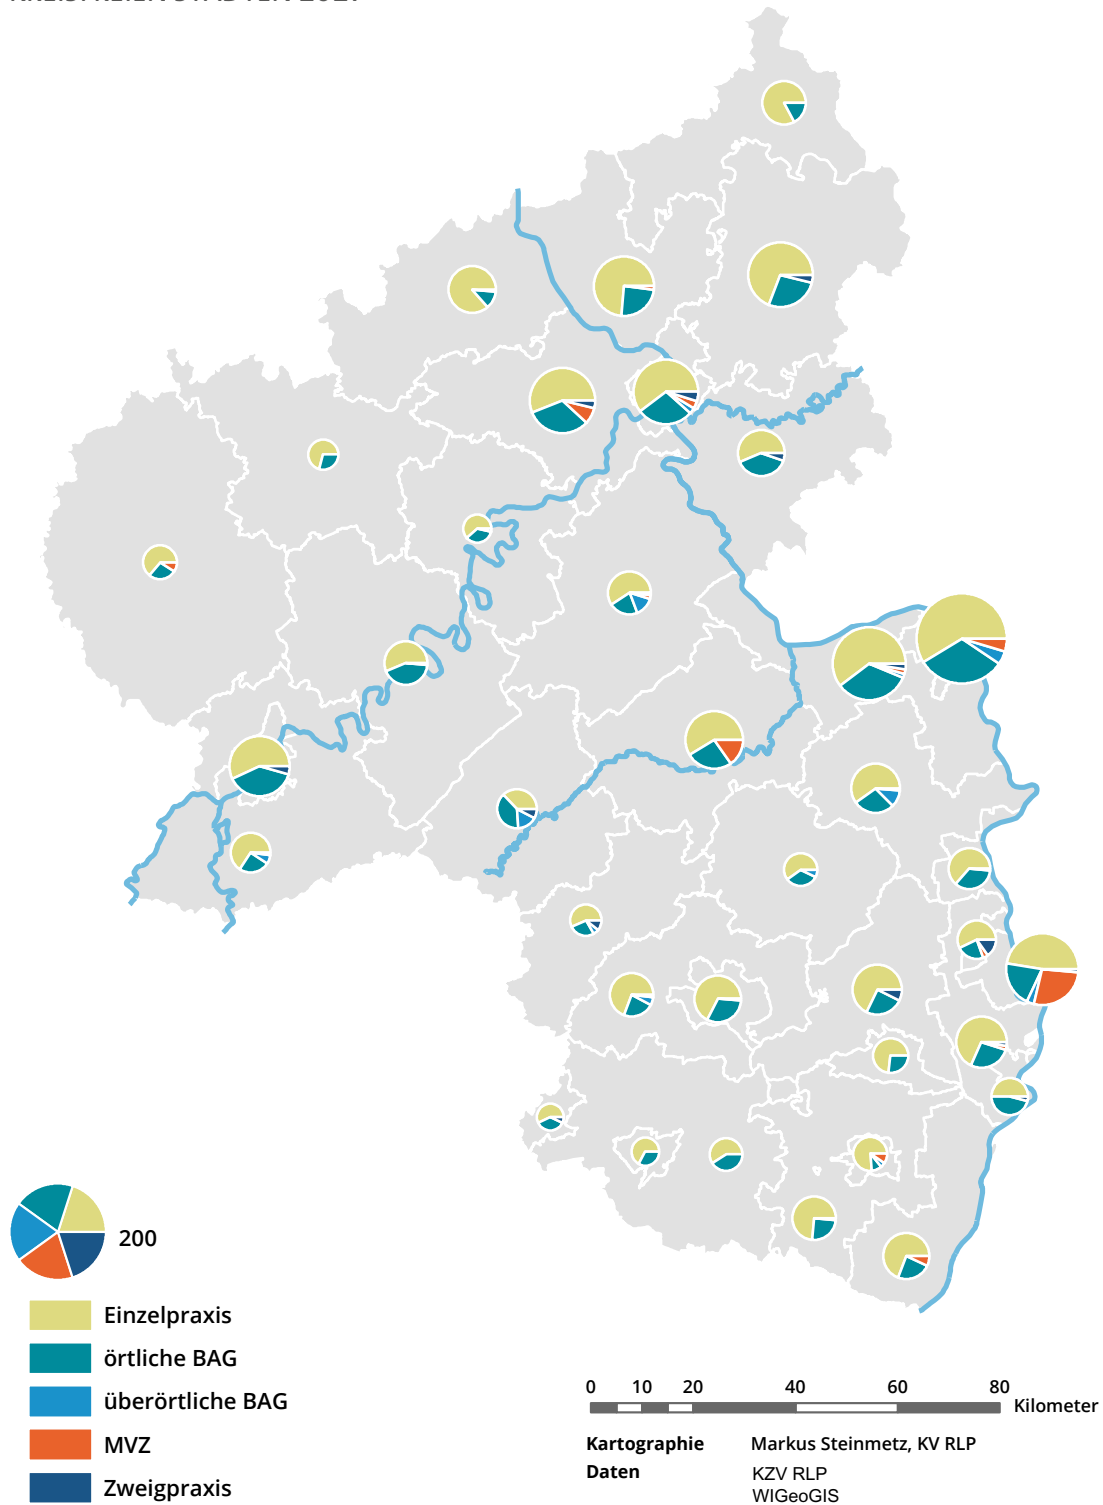 200
Einzelpraxis
örtliche BAG
überörtliche BAG
MVZ
Zweigpraxis
0 10 20 40 60 80 Kilometer
Kartographie Markus Steinmetz, KV RLP
Daten KZV RLP
WIGeoGIS